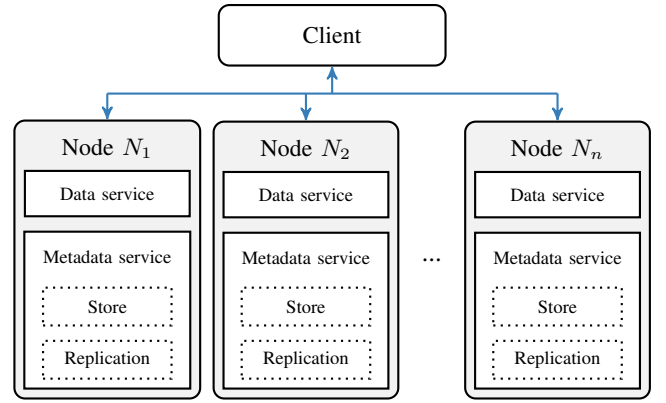 Client
Node N1
Data service
Metadata service
Store
Replication
Node N2
Data service
Metadata service
Store
Replication
...
Node Nn
Data service
Metadata service
Store
Replication